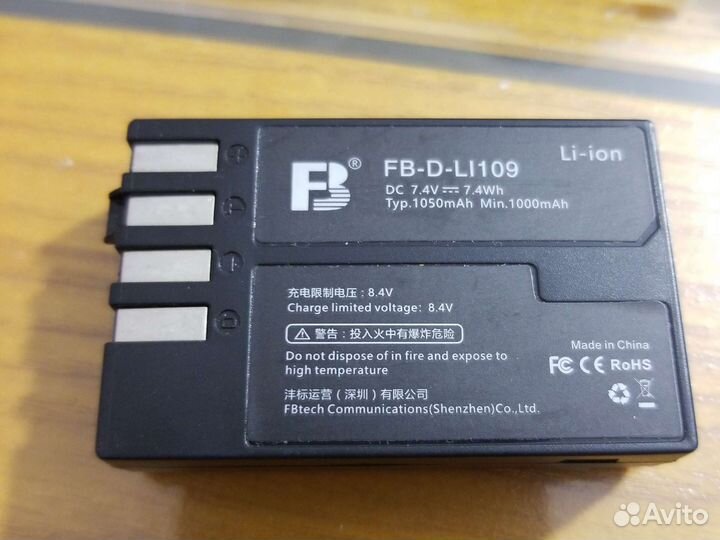 FB®
FB-D-LI109
Li-ion
DC 7.4V⎓7.4Wh
Typ.1050mAh Min.1000mAh
+
T
-
D
充电限制电压：8.4V
Charge limited voltage: 8.4V
警告：投入火中有爆炸危险
Do not dispose of in fire and expose to
high temperature
沣标运营（深圳）有限公司
FBtech Communications(Shenzhen)Co.,Ltd.
Made in China
FC CE RoHS
Avito